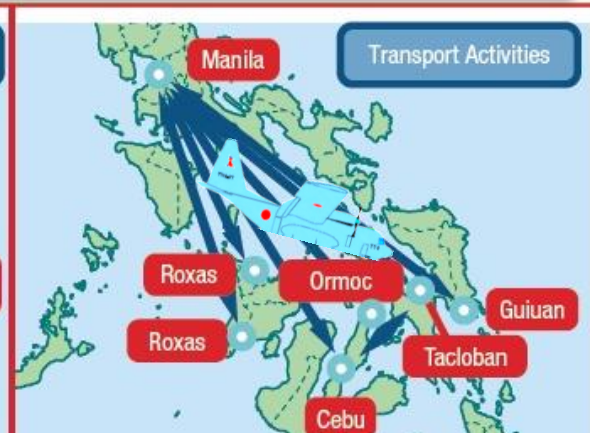 Transport Activities
Manila
Roxas
Ormoc
Guiuan
Roxas
Tacloban
Cebu